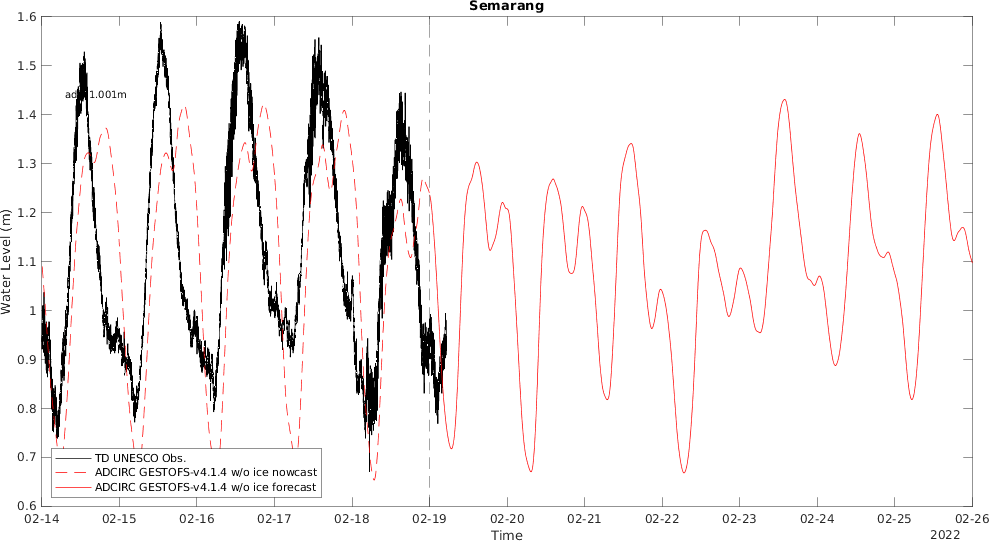 Semarang
1.6
1.5
1.4
1.3
1.2
1.1
1
0.9
0.8
0.7
0.6
Water Level (m)
1.001m
TD UNESCO Obs.
ADCIRC GESTOFS-v4.1.4 w/o ice nowcast
ADCIRC GESTOFS-v4.1.4 w/o ice forecast
02-14 02-15 02-16 02-17 02-18 02-19 02-20 02-21 02-22 02-23 02-24 02-25 02-26
Time
2022